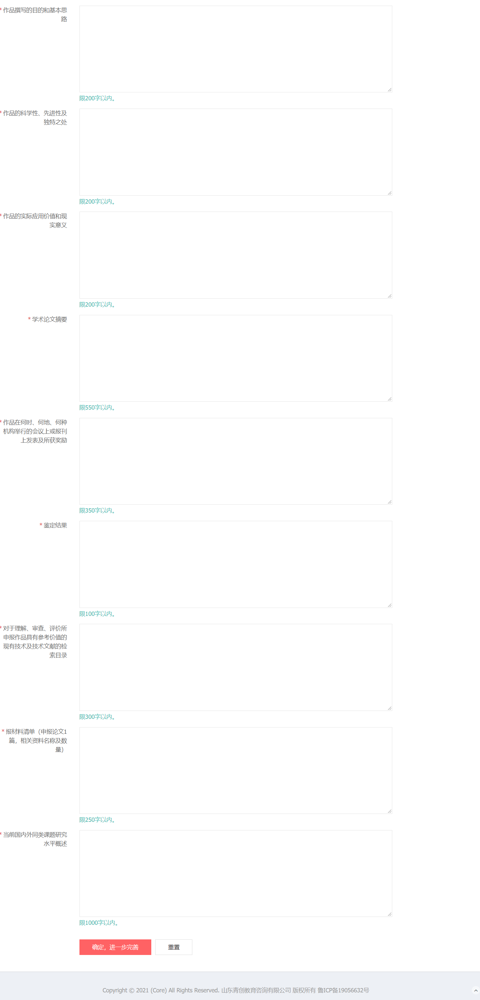 * 作品撰写的目的和基本思
路
限200字以内。
* 作品的科学性、先进性及
独特之处
限200字以内。
* 作品的实际应用价值和现
实意义
限200字以内。
* 学术论文摘要
限550字以内。
* 作品在何时、何地、何种
机构举行的会议上或报刊
上发表及所获奖励
限350字以内。
* 鉴定结果
限100字以内。
* 对于理解、审查、评价所
申报作品具有参考价值的
现有技术及技术文献的检
索目录
限300字以内。
* 报材料清单（申报论文1
篇，相关资料名称及数
量）
限250字以内。
* 当前国内外同类课题研究
水平概述
限1000字以内。
确定，进一步完善 重置
Copyright © 2021 (Core) All Rights Reserved. 山东青创教育咨询有限公司 版权所有 鲁ICP备19056632号